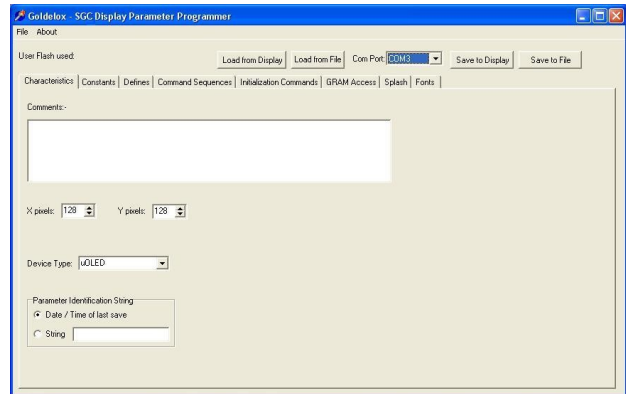 Goldelox - SGC Display Parameter Programmer
File About
User Flash used: Load from Display Load from File Com Port: COM3 Save to Display Save to File
Characteristics Constants Defines Command Sequences Initialization Commands GRAM Access Splash Fonts
Comments:-
X pixels: 128 Y pixels: 128
Device Type: uOLED
Parameter Identification String
Date / Time of last save
String